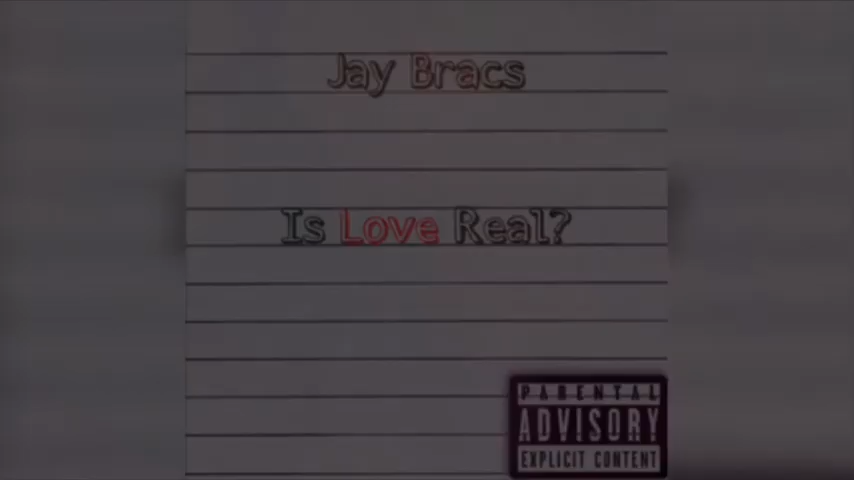 Jay Bracs
Is Love Real?
PARENTAL
ADVISORY
EXPLICIT CONTENT